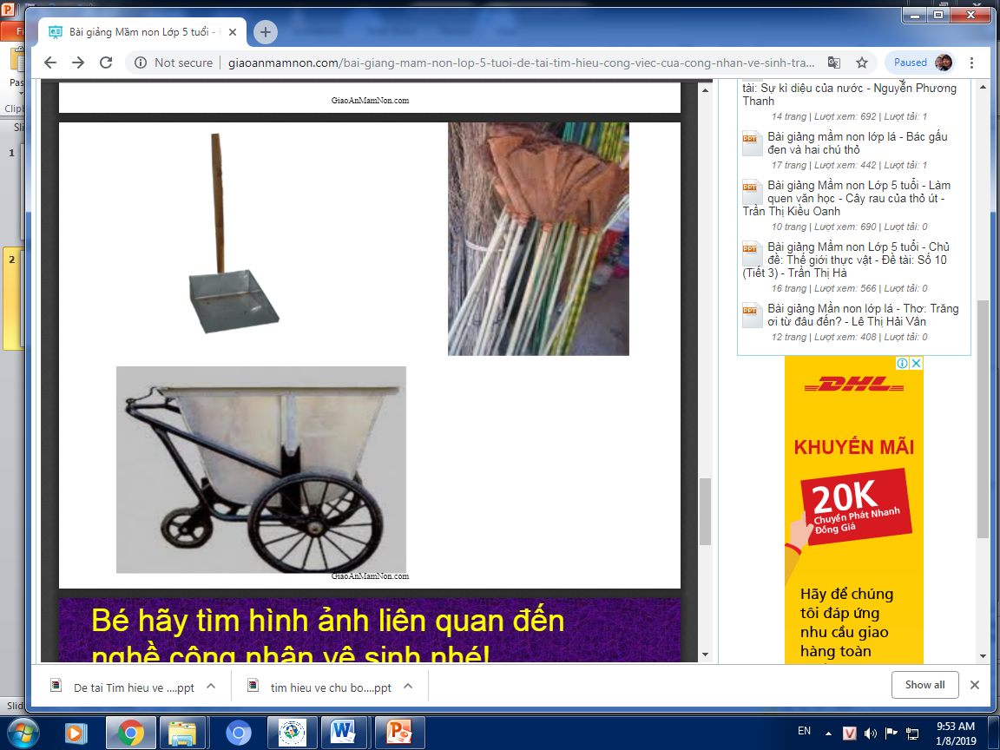 Fi
Pas
Clipb
Sli
1
2
Slid
Bài giảng Mầm non Lớp 5 tuổi -
Not secure
giaoanmamnon.com/bai-giang-mam-non-lop-5-tuoi-de-tai-tim-hieu-cong-viec-cua-cong-nhan-ve-sinh-tra...
Paused
GiaoAnMamNon.com
GiaoAnMamNon.com
Bé hãy tìm hình ảnh liên quan đến
nghề công nhân vệ sinh nhé!
tài: Sự kì diệu của nước - Nguyễn Phương
Thanh
14 trang | Lượt xem: 692 | Lượt tải: 1
PPT
Bài giảng mầm non lớp lá - Bác gấu
đen và hai chú thỏ
17 trang | Lượt xem: 442 | Lượt tải: 1
PPT
Bài giảng Mầm non Lớp 5 tuổi - Làm
quen văn học - Cây rau của thỏ út -
Trần Thị Kiều Oanh
10 trang | Lượt xem: 690 | Lượt tải: 0
PPT
Bài giảng Mầm non Lớp 5 tuổi - Chủ
đề: Thế giới thực vật - Đề tài: Số 10
(Tiết 3) - Trần Thị Hà
16 trang | Lượt xem: 566 | Lượt tải: 0
PPT
Bài giảng Mần non lớp lá - Thơ: Trăng
ơi từ đâu đến? - Lê Thị Hải Vân
12 trang | Lượt xem: 408 | Lượt tải: 0
DHL
KHUYẾN MÃI
20K
Chuyển Phát Nhanh
Đồng Giá
Hãy để chúng
tôi đáp ứng
nhu cầu giao
hàng toàn
De tai Tim hieu ve ....ppt
tim hieu ve chu bo....ppt
Show all
EN
9:53 AM
1/8/2019